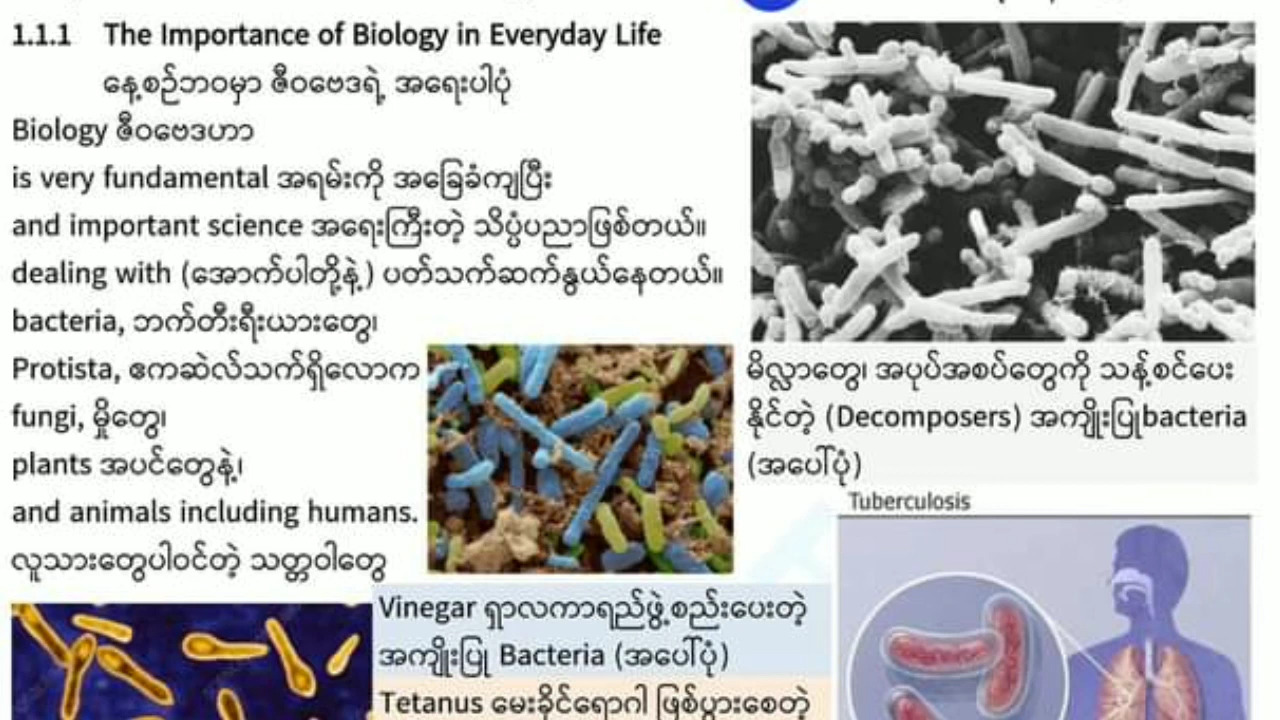 1.1.1 The Importance of Biology in Everyday Life
နေ့စဉ်ဘဝမှာ ဇီဝဗေဒရဲ့ အရေးပါပုံ
Biology ဇီဝဗေဒဟာ
is very fundamental အရမ်းကို အခြေခံကျပြီး
and important science အရေးကြီးတဲ့ သိပ္ပံပညာဖြစ်တယ်။
dealing with (အောက်ပါတို့နဲ့) ပတ်သက်ဆက်နွယ်နေတယ်။
bacteria, ဘက်တီးရီးယားတွေ၊
Protista, ဧကဆဲလ်သက်ရှိလောက
fungi, မှိုတွေ၊
plants အပင်တွေနဲ့၊
and animals including humans.
လူသားတွေပါဝင်တဲ့ သတ္တဝါတွေ
မိလ္လာတွေ၊ အပုပ်အစပ်တွေကို သန့်စင်ပေး
နိုင်တဲ့ (Decomposers) အကျိုးပြုbacteria
(အပေါ်ပုံ)
Tuberculosis
Vinegar ရှာလကာရည်ဖွဲ့စည်းပေးတဲ့
အကျိုးပြု Bacteria (အပေါ်ပုံ)
Tetanus မေးခိုင်ရောဂါ ဖြစ်ပွားစေတဲ့